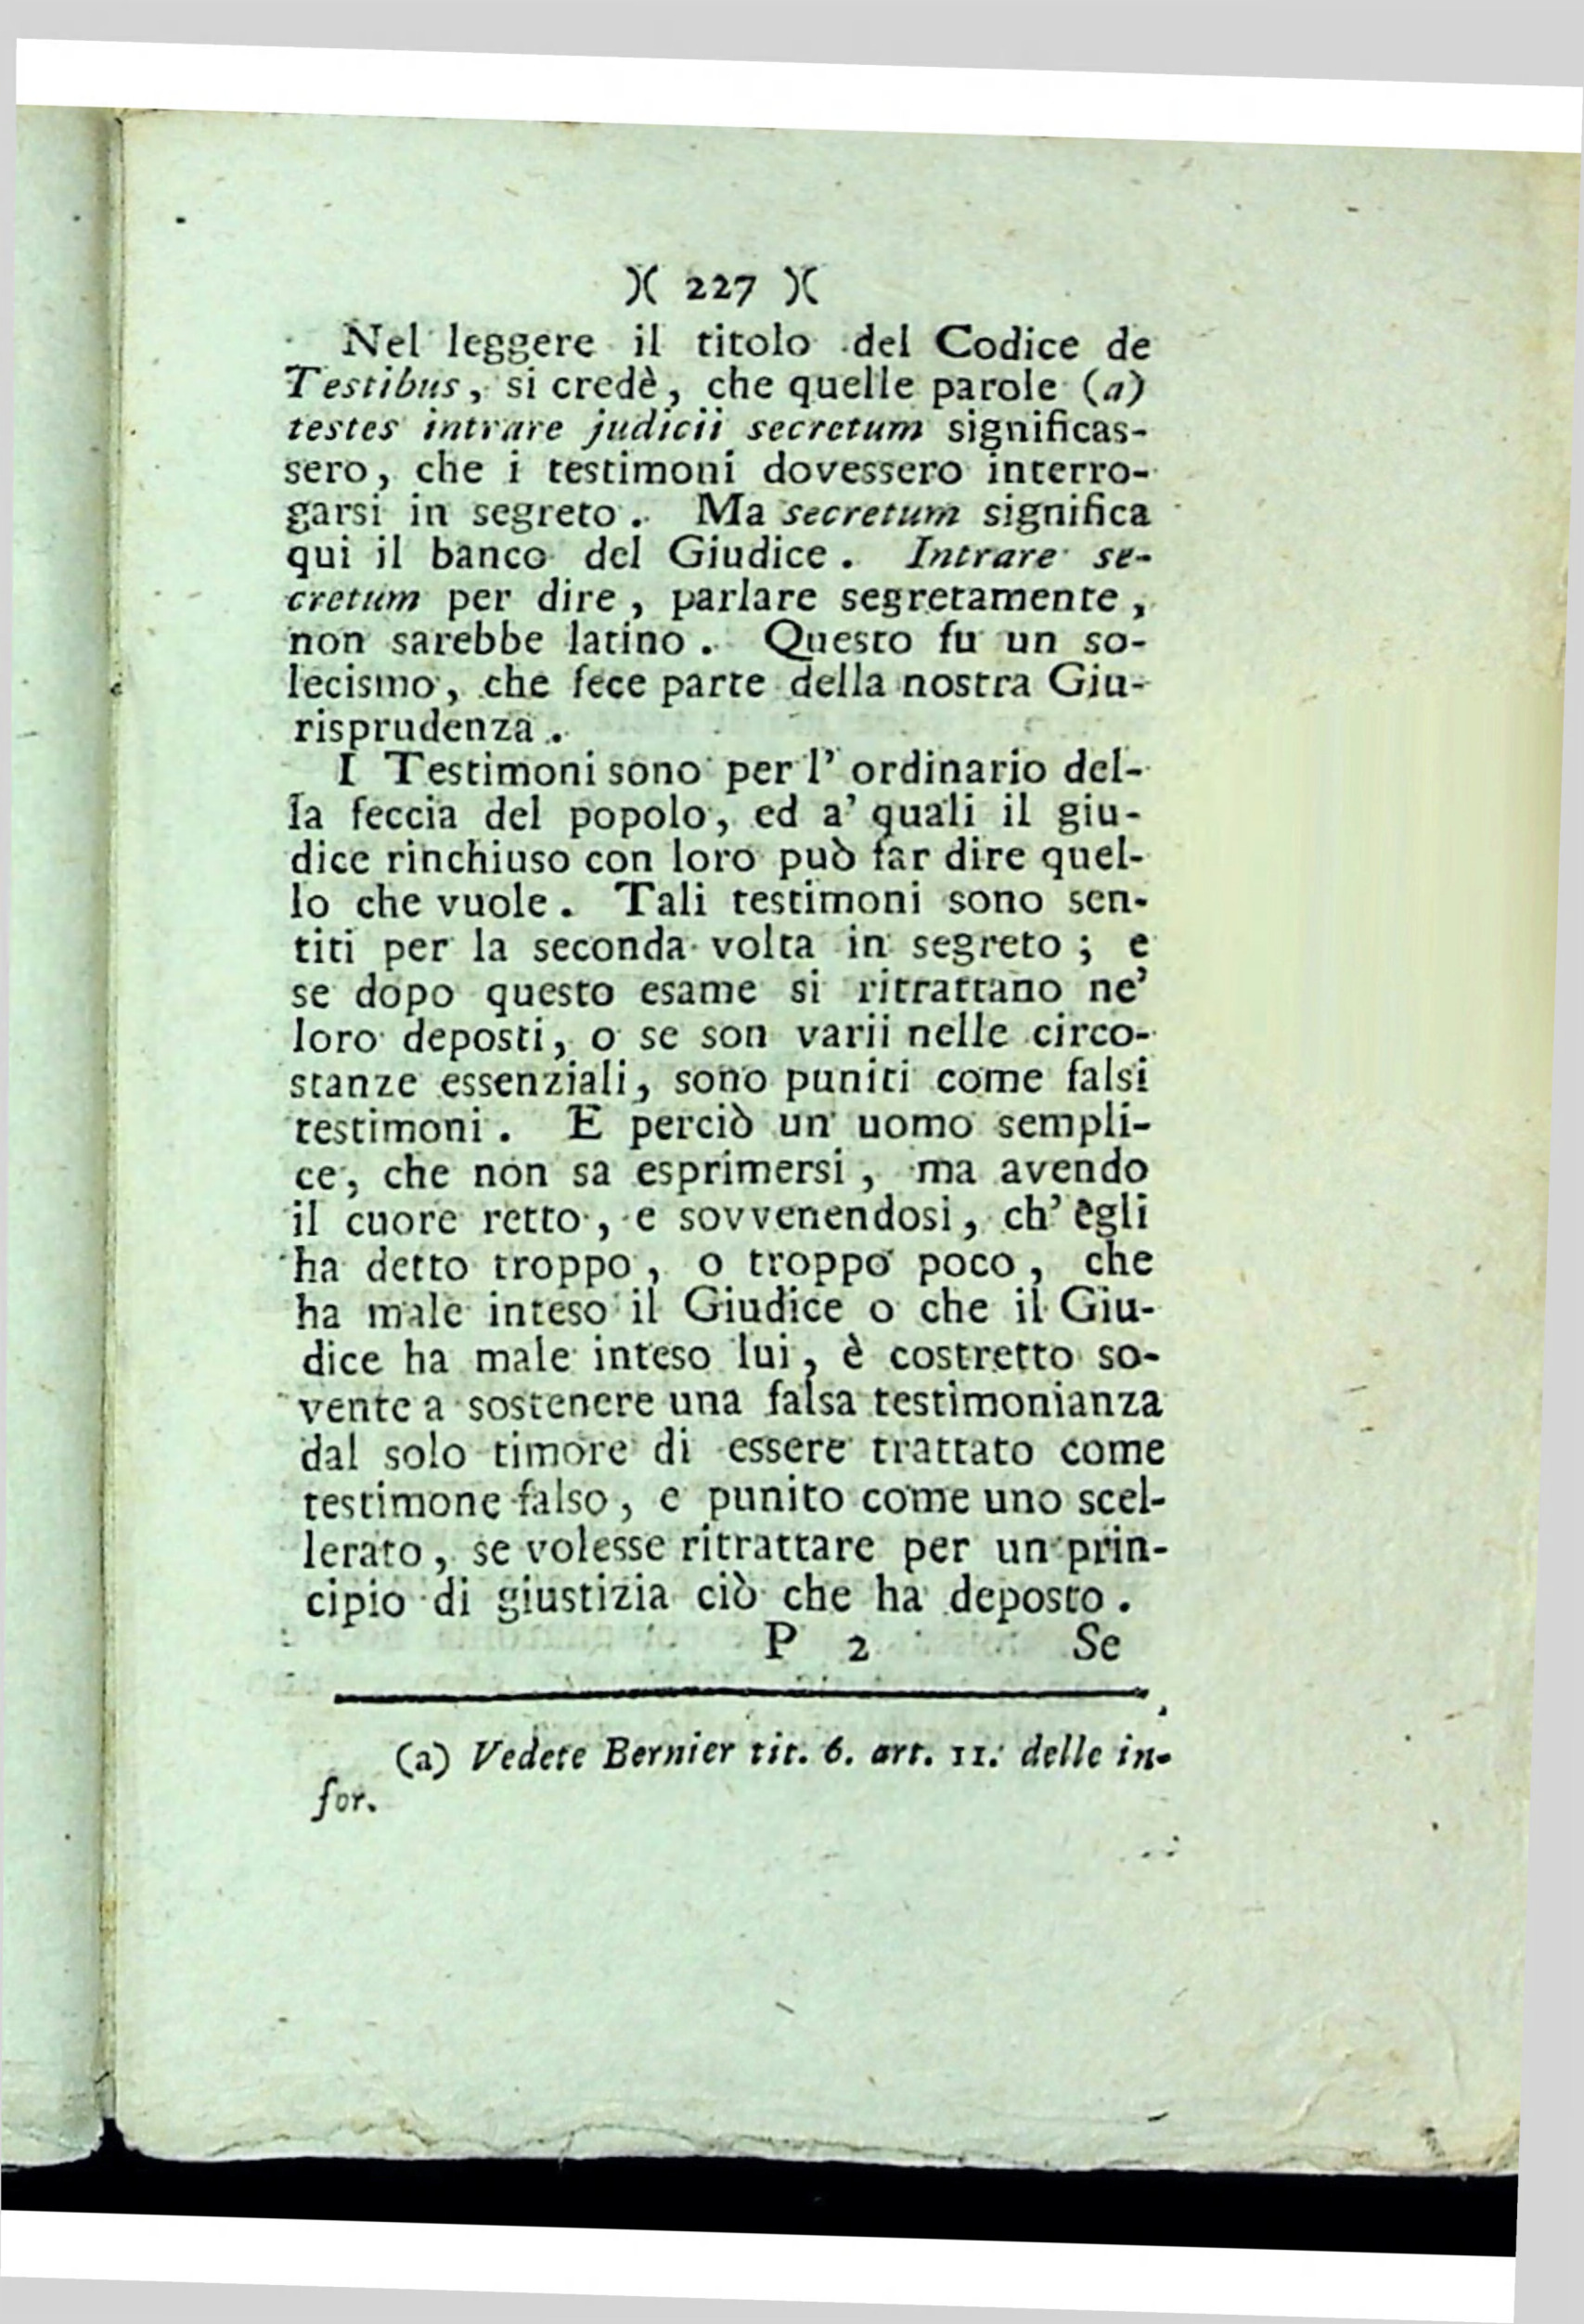 )( 227 )(
Nel leggere il titolo del Codice de
Testibus, si credè, che quelle parole (a)
testes intrare judicii secretum significas-
sero, che i testimoni dovessero interro-
garsi in segreto. Ma secretum significa
qui il banco del Giudice. Intrare se-
cretum per dire, parlare segretamente,
non sarebbe latino. Questo fu un so-
lecismo, che fece parte della nostra Giu-
risprudenza.
I Testimoni sono per l' ordinario del-
la feccia del popolo, ed a' quali il giu-
dice rinchiuso con loro può far dire quel-
lo che vuole. Tali testimoni sono sen-
titi per la seconda volta in segreto; e
se dopo questo esame si ritrattano ne'
loro deposti, o se son varii nelle circo-
stanze essenziali, sono puniti come falsi
testimoni. E perciò un uomo sempli-
ce, che non sa esprimersi, ma avendo
il cuore retto, e sovvenendosi, ch' egli
ha detto troppo, o troppo poco, che
ha male inteso il Giudice o che il Giu-
dice ha male inteso lui, è costretto so-
vente a sostenere una falsa testimonianza
dal solo timore di essere trattato come
testimone falso, e punito come uno scel-
lerato, se volesse ritrattare per un prin-
cipio di giustizia ciò che ha deposto.
P 2 Se
(a) Vedete Bernier tit. 6. art. 11. delle in-
for.